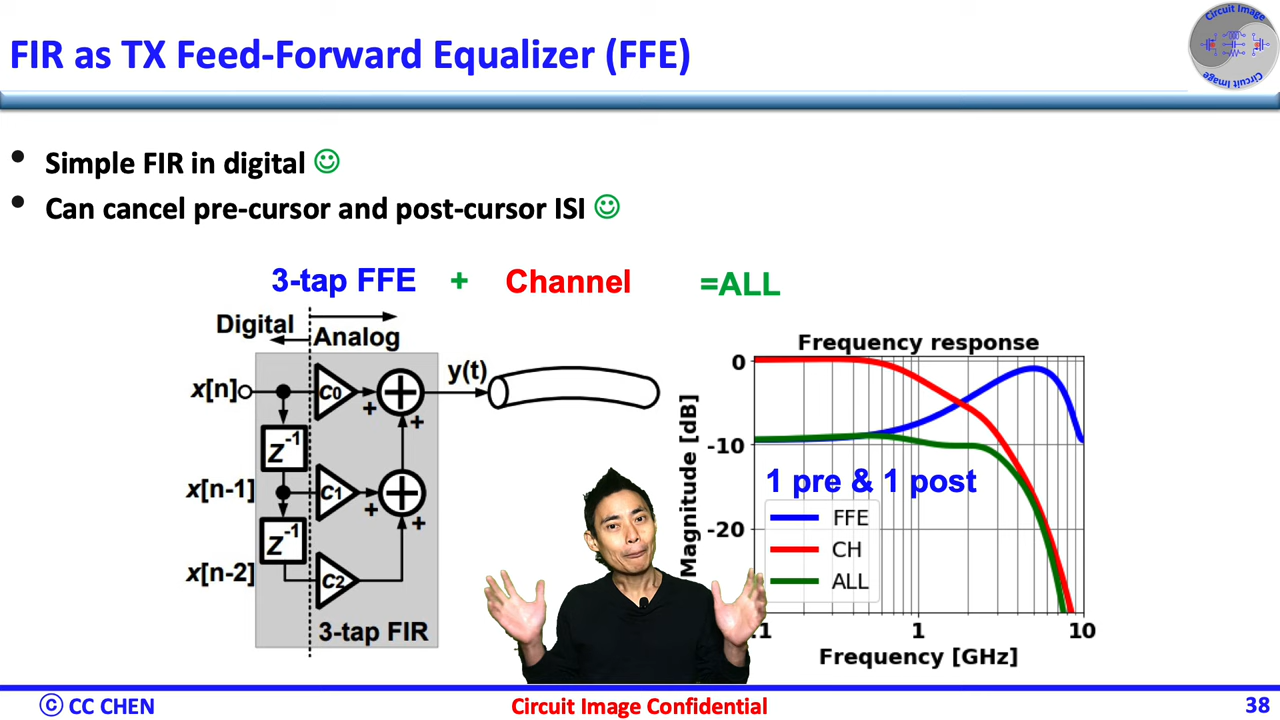 FIR as TX Feed-Forward Equalizer (FFE)
Circuit Image
Circuit Image
• Simple FIR in digital ☺
• Can cancel pre-cursor and post-cursor ISI ☺
3-tap FFE + Channel =ALL
Digital
Analog
x[n]
C0
+
+
y(t)
Z⁻¹
x[n-1]
C1
+
+
Z⁻¹
x[n-2]
C2
3-tap FIR
Frequency response
Magnitude [dB]
0
-10
-20
1 pre & 1 post
FFE
CH
ALL
.1
1
10
Frequency [GHz]
© CC CHEN
Circuit Image Confidential
38